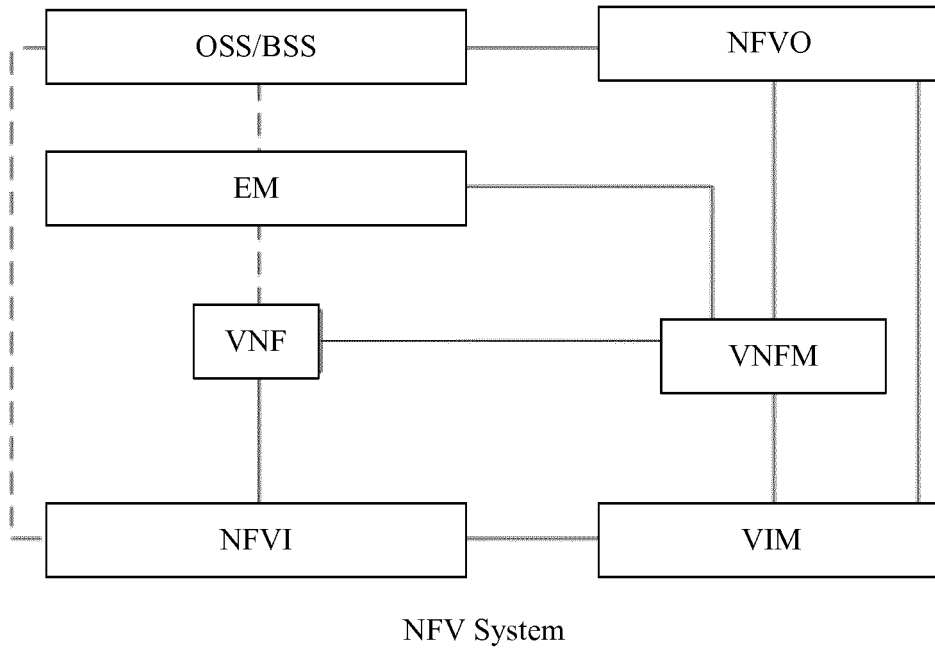 OSS/BSS
NFVO
EM
VNF
VNFM
NFVI
VIM
NFV System